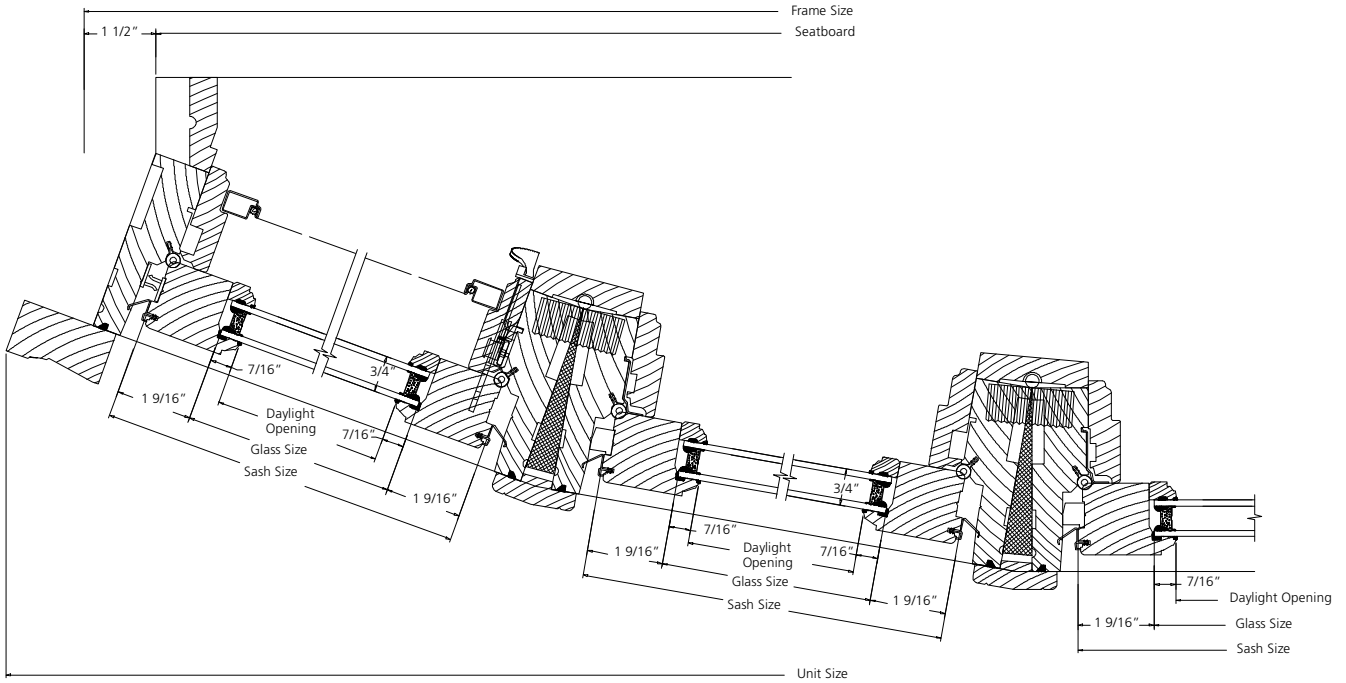 Frame Size
1 1/2”
Seatboard
7/16”
3/4”
1 9/16”
Daylight
Opening
7/16”
Glass Size
Sash Size
1 9/16”
3/4”
7/16”
1 9/16”
Daylight
Opening
7/16”
Glass Size
Sash Size
1 9/16”
7/16”
Daylight Opening
1 9/16”
Glass Size
Sash Size
Unit Size